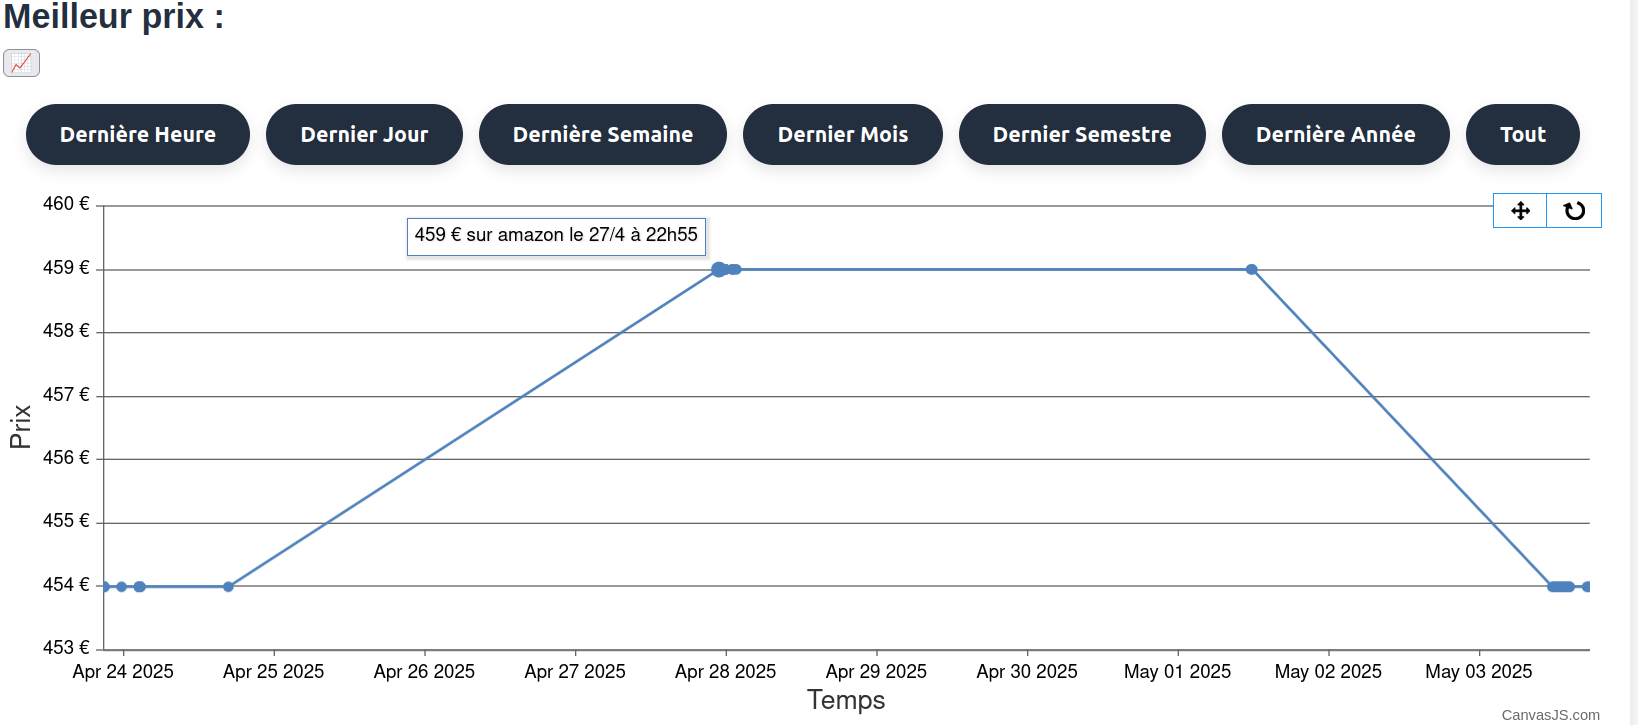 Meilleur prix :
Dernière Heure
Dernier Jour
Dernière Semaine
Dernier Mois
Dernier Semestre
Dernière Année
Tout
460 €
459 € sur amazon le 27/4 à 22h55
459 €
458 €
457 €
456 €
455 €
454 €
453 €
Prix
Apr 24 2025
Apr 25 2025
Apr 26 2025
Apr 27 2025
Apr 28 2025
Apr 29 2025
Apr 30 2025
May 01 2025
May 02 2025
May 03 2025
Temps
CanvasJS.com